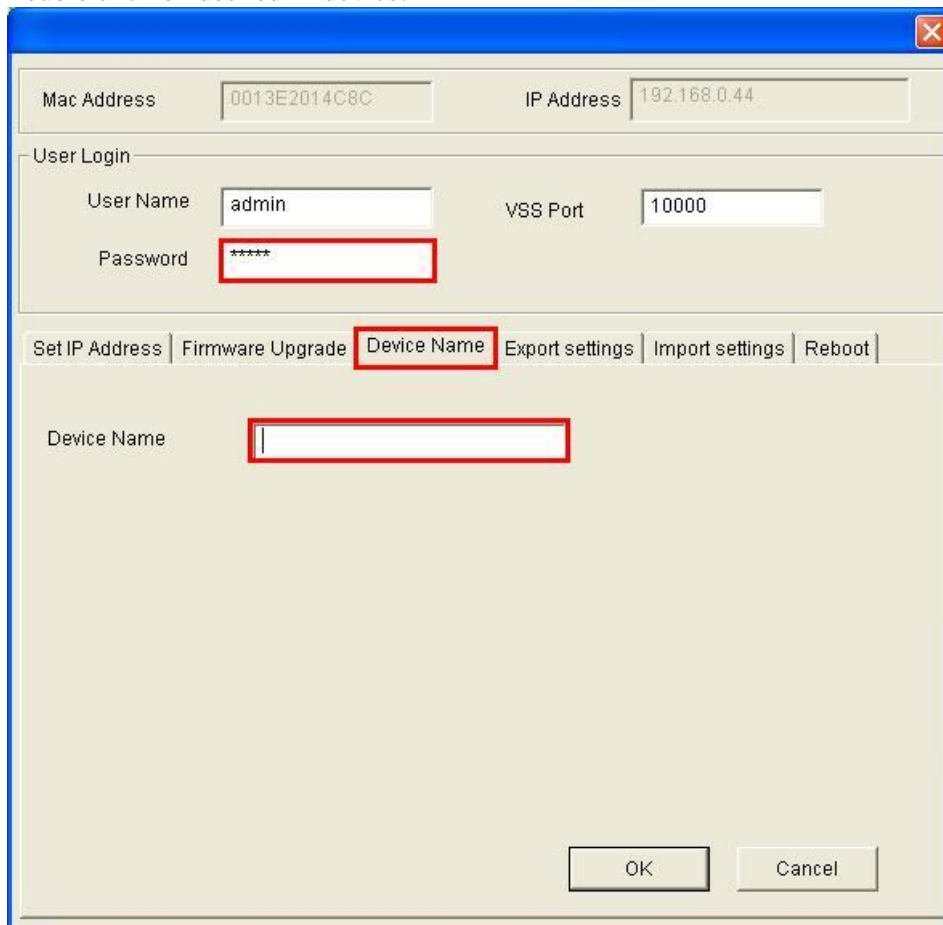 Mac Address 0013E2014C8C IP Address 192.168.0.44
User Login
User Name admin VSS Port 10000
Password *****
Set IP Address Firmware Upgrade Device Name Export settings Import settings Reboot
Device Name
OK Cancel